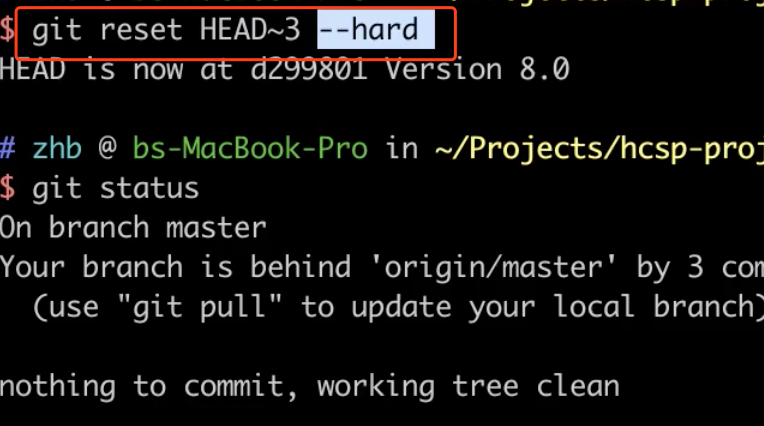 $ git reset HEAD~3 --hard
HEAD is now at d299801 Version 8.0
# zhb @ bs-MacBook-Pro in ~/Projects/hcsp-proj
$ git status
On branch master
Your branch is behind 'origin/master' by 3 com
(use "git pull" to update your local branch)
nothing to commit, working tree clean